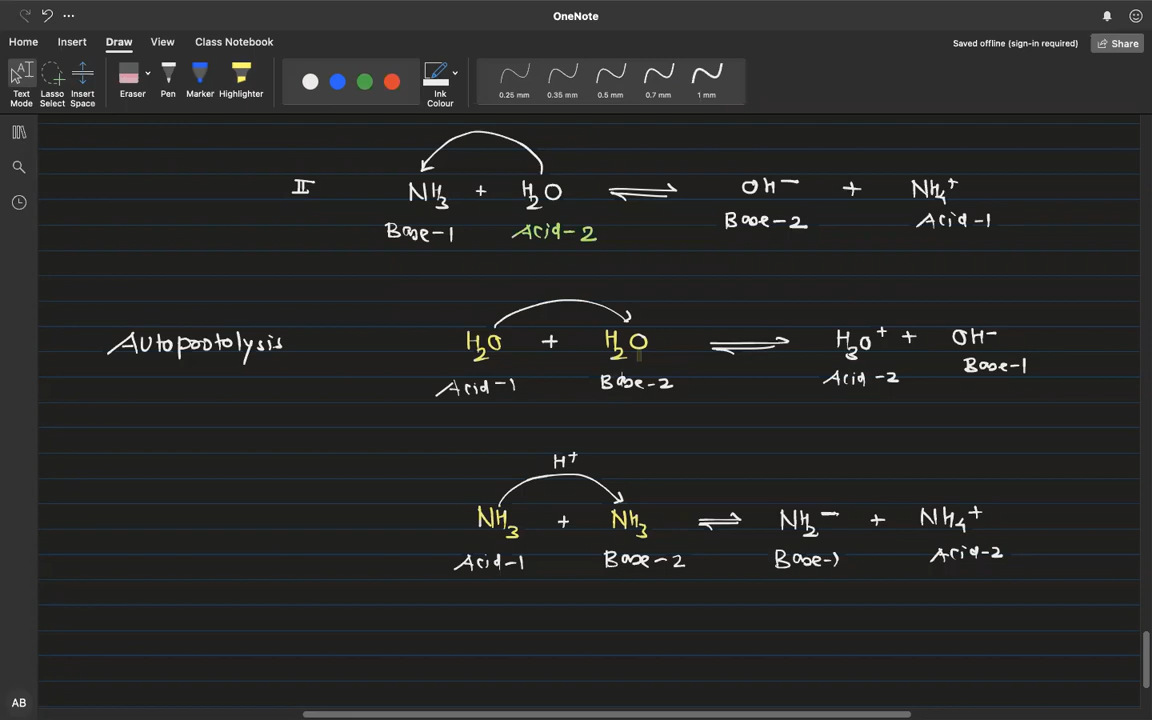 OneNote
Home Insert Draw View Class Notebook
Saved offline (sign-in required) Share
Text Mode
Lasso Select
Insert Space
Eraser
Pen
Marker
Highlighter
Ink Colour
0.25 mm 0.35 mm 0.5 mm 0.7 mm 1 mm
II NH3 + H2O ⇌ OH− + NH4+
Base-1 Acid-2 Base-2 Acid-1
Autoprotolysis H2O + H2O ⇌ H3O+ + OH−
Acid-1 Base-2 Acid-2 Base-1
H+
NH3 + NH3 ⇌ NH2− + NH4+
Acid-1 Base-2 Base-1 Acid-2
AB